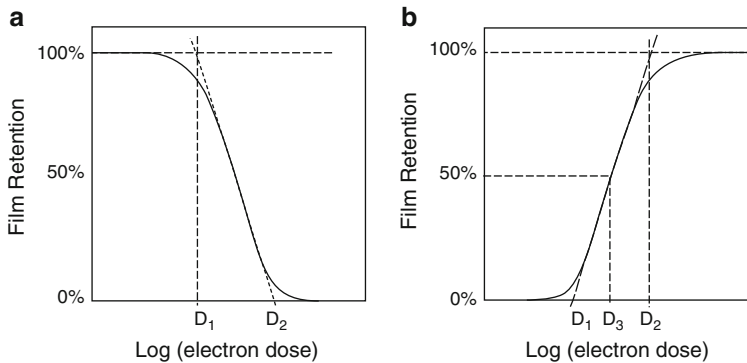 a
100%
50%
0%
Film Retention
D1 D2
Log (electron dose)
b
100%
50%
0%
Film Retention
D1 D3 D2
Log (electron dose)